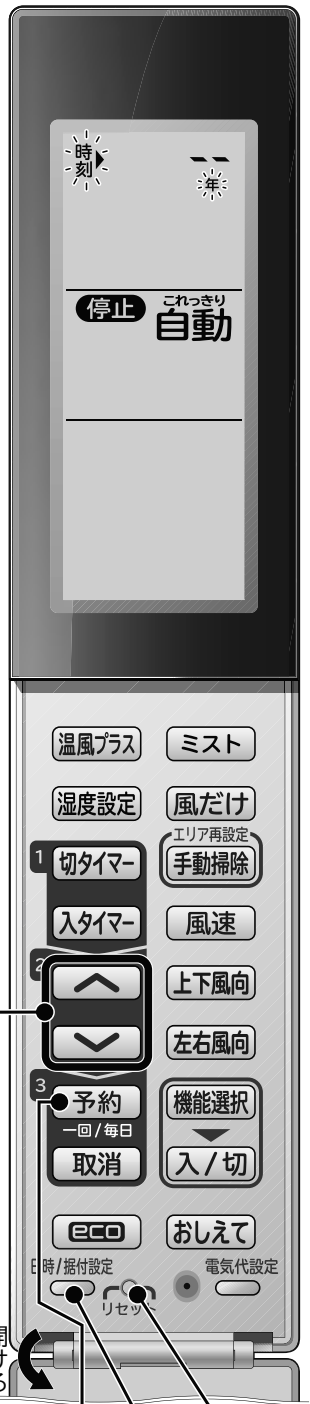 時刻
--
年
停止
これっきり
自動
温風プラス ミスト
湿度設定 風だけ
エリア再設定
1 切タイマー 手動掃除
入タイマー 風速
2 上下風向
左右風向
3 予約 機能選択
一回/毎日
取消 入/切
eco おしえて
日時/据付設定 電気代設定
リセット
開ける